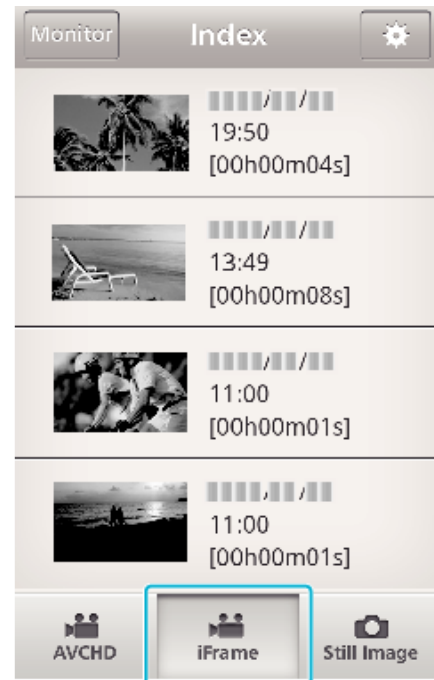 Monitor Index
19:50
[00h00m04s]
13:49
[00h00m08s]
11:00
[00h00m01s]
11:00
[00h00m01s]
AVCHD iFrame Still Image